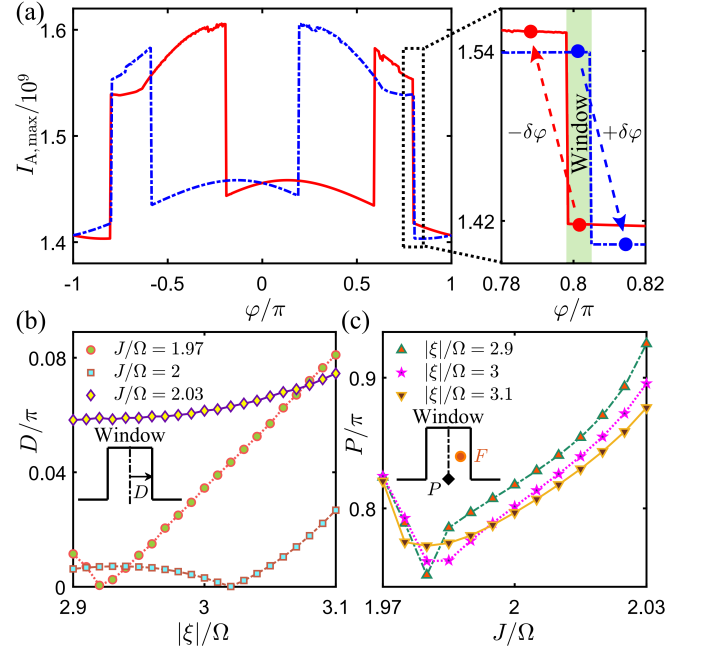 (a)
I_A,max/10^9
1.6
1.5
1.4
-1
-0.5
0
0.5
1
φ/π
1.54
1.42
0.78
0.8
0.82
φ/π
−δφ
Window
+δφ
(b)
D/π
0.08
0.04
0
J/Ω = 1.97
J/Ω = 2
J/Ω = 2.03
Window
D
2.9
3
3.1
|ξ|/Ω
(c)
P/π
0.9
0.8
|ξ|/Ω = 2.9
|ξ|/Ω = 3
|ξ|/Ω = 3.1
Window
F
P
1.97
2
2.03
J/Ω